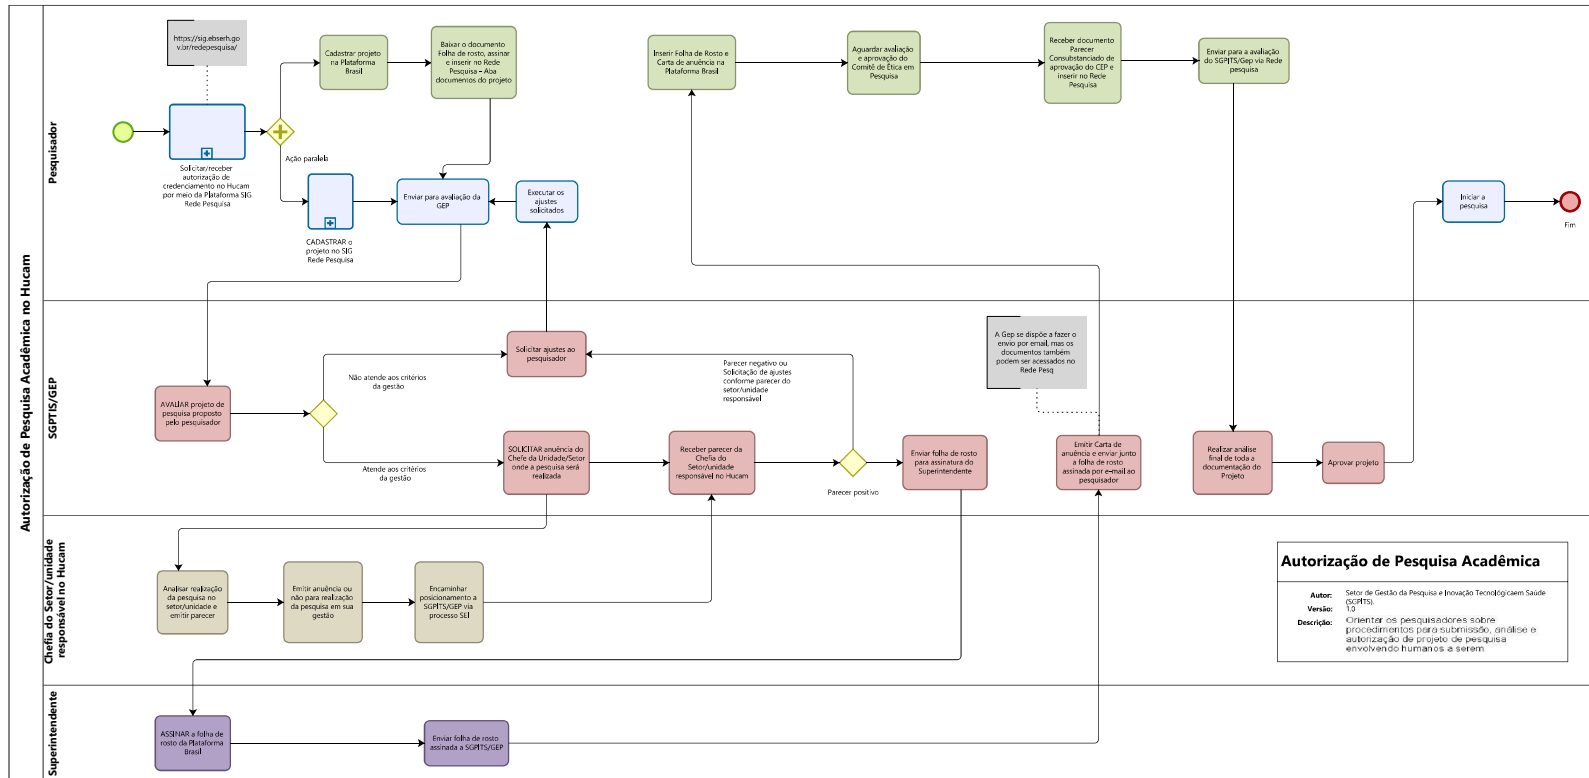 Autorização de Pesquisa Acadêmica no Hucam
Pesquisador
https://sig.ebserh.go
v.br/redepesquisa/
Solicitar/receber
autorização de
credenciamento no Hucam
por meio da Plataforma SIG
Rede Pesquisa
Ação paralela
Cadastrar projeto
na Plataforma
Brasil
Baixar o documento
Folha de rosto, assinar
e inserir no Rede
Pesquisa – Aba
documentos do projeto
CADASTRAR o
projeto no SIG
Rede Pesquisa
Enviar para avaliação da
GEP
Executar os
ajustes
solicitados
Inserir Folha de Rosto e
Carta de anuência na
Plataforma Brasil
Aguardar avaliação
e aprovação do
Comitê de Ética em
Pesquisa
Receber documento
Parecer
Consubstanciado de
aprovação do CEP e
inserir no Rede
Pesquisa
Enviar para a avaliação
do SGPITS/Gep via Rede
pesquisa
Iniciar a
pesquisa
Fim
SGPTIS/GEP
AVALIAR projeto de
pesquisa proposto
pelo pesquisador
Não atende aos critérios
da gestão
Atende aos critérios
da gestão
Solicitar ajustes ao
pesquisador
SOLICITAR anuência do
Chefe da Unidade/Setor
onde a pesquisa será
realizada
Receber parecer da
Chefia do
Setor/unidade
responsável no Hucam
Parecer negativo ou
Solicitação de ajustes
conforme parecer do
setor/unidade
responsável
Parecer positivo
Enviar folha de rosto
para assinatura do
Superintendente
A Gep se dispõe a fazer o
envio por email, mas os
documentos também
podem ser acessados no
Rede Pesq
Emitir Carta de
anuência e enviar junto
a folha de rosto
assinada por e-mail ao
pesquisador
Realizar análise
final de toda a
documentação do
Projeto
Aprovar projeto
Chefia do Setor/unidade
responsável no Hucam
Analisar realização
da pesquisa no
setor/unidade e
emitir parecer
Emitir anuência ou
não para realização
da pesquisa em sua
gestão
Encaminhar
posicionamento a
SGPITS/GEP via
processo SEI
Autorização de Pesquisa Acadêmica
Autor: Setor de Gestão da Pesquisa e Inovação Tecnológicaem Saúde
(SGPITS).
Versão: 1.0
Descrição: Orientar os pesquisadores sobre
procedimentos para submissão, análise e
autorização de projeto de pesquisa
envolvendo humanos a serem
Superintendente
ASSINAR a folha de
rosto da Plataforma
Brasil
Enviar folha de rosto
assinada a SGPITS/GEP